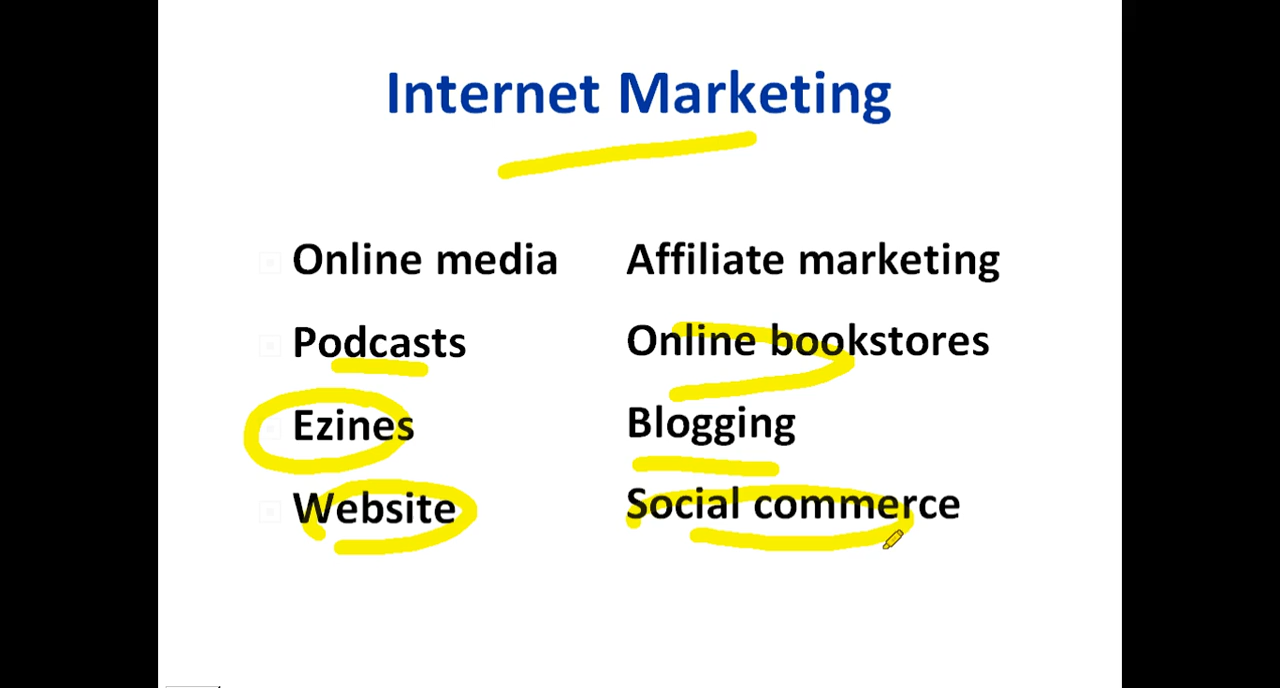 Internet Marketing
Online media
Podcasts
Ezines
Website
Affiliate marketing
Online bookstores
Blogging
Social commerce